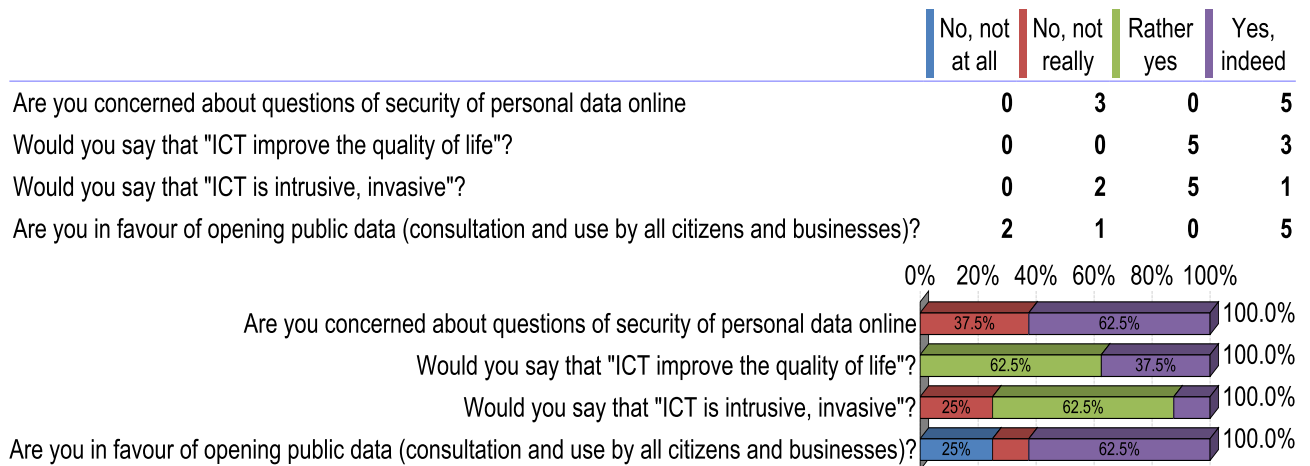 No, not at all No, not really Rather yes Yes, indeed
Are you concerned about questions of security of personal data online 0 3 0 5
Would you say that "ICT improve the quality of life"? 0 0 5 3
Would you say that "ICT is intrusive, invasive"? 0 2 5 1
Are you in favour of opening public data (consultation and use by all citizens and businesses)? 2 1 0 5
0% 20% 40% 60% 80% 100%
Are you concerned about questions of security of personal data online 37.5% 62.5% 100.0%
Would you say that "ICT improve the quality of life"? 62.5% 37.5% 100.0%
Would you say that "ICT is intrusive, invasive"? 25% 62.5% 100.0%
Are you in favour of opening public data (consultation and use by all citizens and businesses)? 25% 62.5% 100.0%